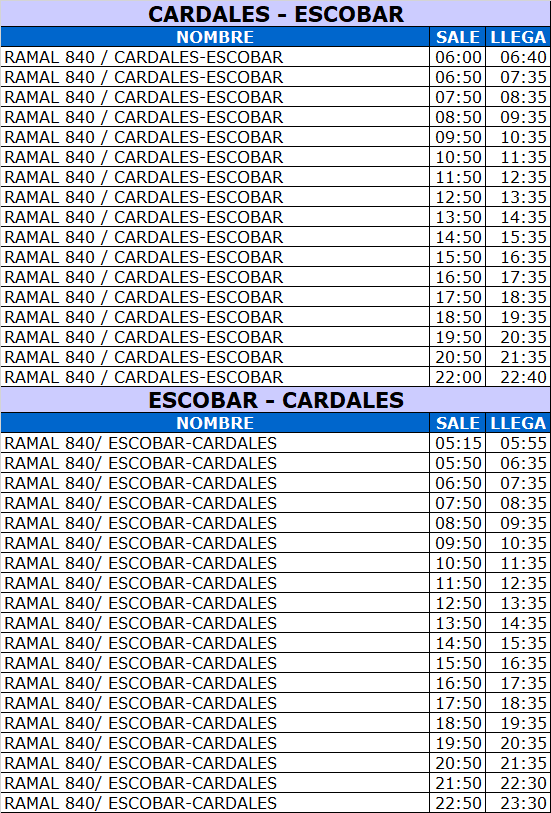 CARDALES - ESCOBAR
NOMBRE SALE LLEGA
RAMAL 840 / CARDALES-ESCOBAR 06:00 06:40
RAMAL 840 / CARDALES-ESCOBAR 06:50 07:35
RAMAL 840 / CARDALES-ESCOBAR 07:50 08:35
RAMAL 840 / CARDALES-ESCOBAR 08:50 09:35
RAMAL 840 / CARDALES-ESCOBAR 09:50 10:35
RAMAL 840 / CARDALES-ESCOBAR 10:50 11:35
RAMAL 840 / CARDALES-ESCOBAR 11:50 12:35
RAMAL 840 / CARDALES-ESCOBAR 12:50 13:35
RAMAL 840 / CARDALES-ESCOBAR 13:50 14:35
RAMAL 840 / CARDALES-ESCOBAR 14:50 15:35
RAMAL 840 / CARDALES-ESCOBAR 15:50 16:35
RAMAL 840 / CARDALES-ESCOBAR 16:50 17:35
RAMAL 840 / CARDALES-ESCOBAR 17:50 18:35
RAMAL 840 / CARDALES-ESCOBAR 18:50 19:35
RAMAL 840 / CARDALES-ESCOBAR 19:50 20:35
RAMAL 840 / CARDALES-ESCOBAR 20:50 21:35
RAMAL 840 / CARDALES-ESCOBAR 22:00 22:40
ESCOBAR - CARDALES
NOMBRE SALE LLEGA
RAMAL 840/ ESCOBAR-CARDALES 05:15 05:55
RAMAL 840/ ESCOBAR-CARDALES 05:50 06:35
RAMAL 840/ ESCOBAR-CARDALES 06:50 07:35
RAMAL 840/ ESCOBAR-CARDALES 07:50 08:35
RAMAL 840/ ESCOBAR-CARDALES 08:50 09:35
RAMAL 840/ ESCOBAR-CARDALES 09:50 10:35
RAMAL 840/ ESCOBAR-CARDALES 10:50 11:35
RAMAL 840/ ESCOBAR-CARDALES 11:50 12:35
RAMAL 840/ ESCOBAR-CARDALES 12:50 13:35
RAMAL 840/ ESCOBAR-CARDALES 13:50 14:35
RAMAL 840/ ESCOBAR-CARDALES 14:50 15:35
RAMAL 840/ ESCOBAR-CARDALES 15:50 16:35
RAMAL 840/ ESCOBAR-CARDALES 16:50 17:35
RAMAL 840/ ESCOBAR-CARDALES 17:50 18:35
RAMAL 840/ ESCOBAR-CARDALES 18:50 19:35
RAMAL 840/ ESCOBAR-CARDALES 19:50 20:35
RAMAL 840/ ESCOBAR-CARDALES 20:50 21:35
RAMAL 840/ ESCOBAR-CARDALES 21:50 22:30
RAMAL 840/ ESCOBAR-CARDALES 22:50 23:30